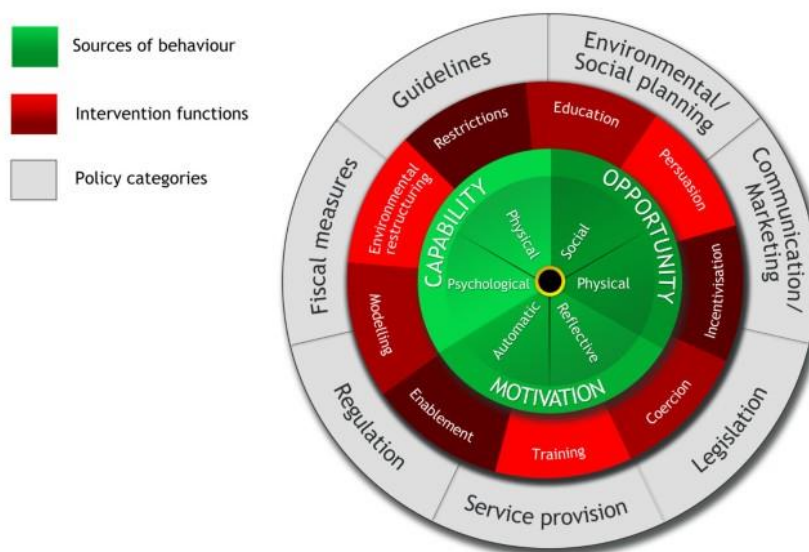 Sources of behaviour
Intervention functions
Policy categories
Guidelines
Environmental/
Social planning
Communication/
Marketing
Legislation
Service provision
Regulation
Fiscal measures
Restrictions
Education
Persuasion
Incentivisation
Coercion
Training
Enablement
Modelling
Environmental
restructuring
CAPABILITY
OPPORTUNITY
MOTIVATION
Physical
Social
Physical
Reflective
Automatic
Psychological